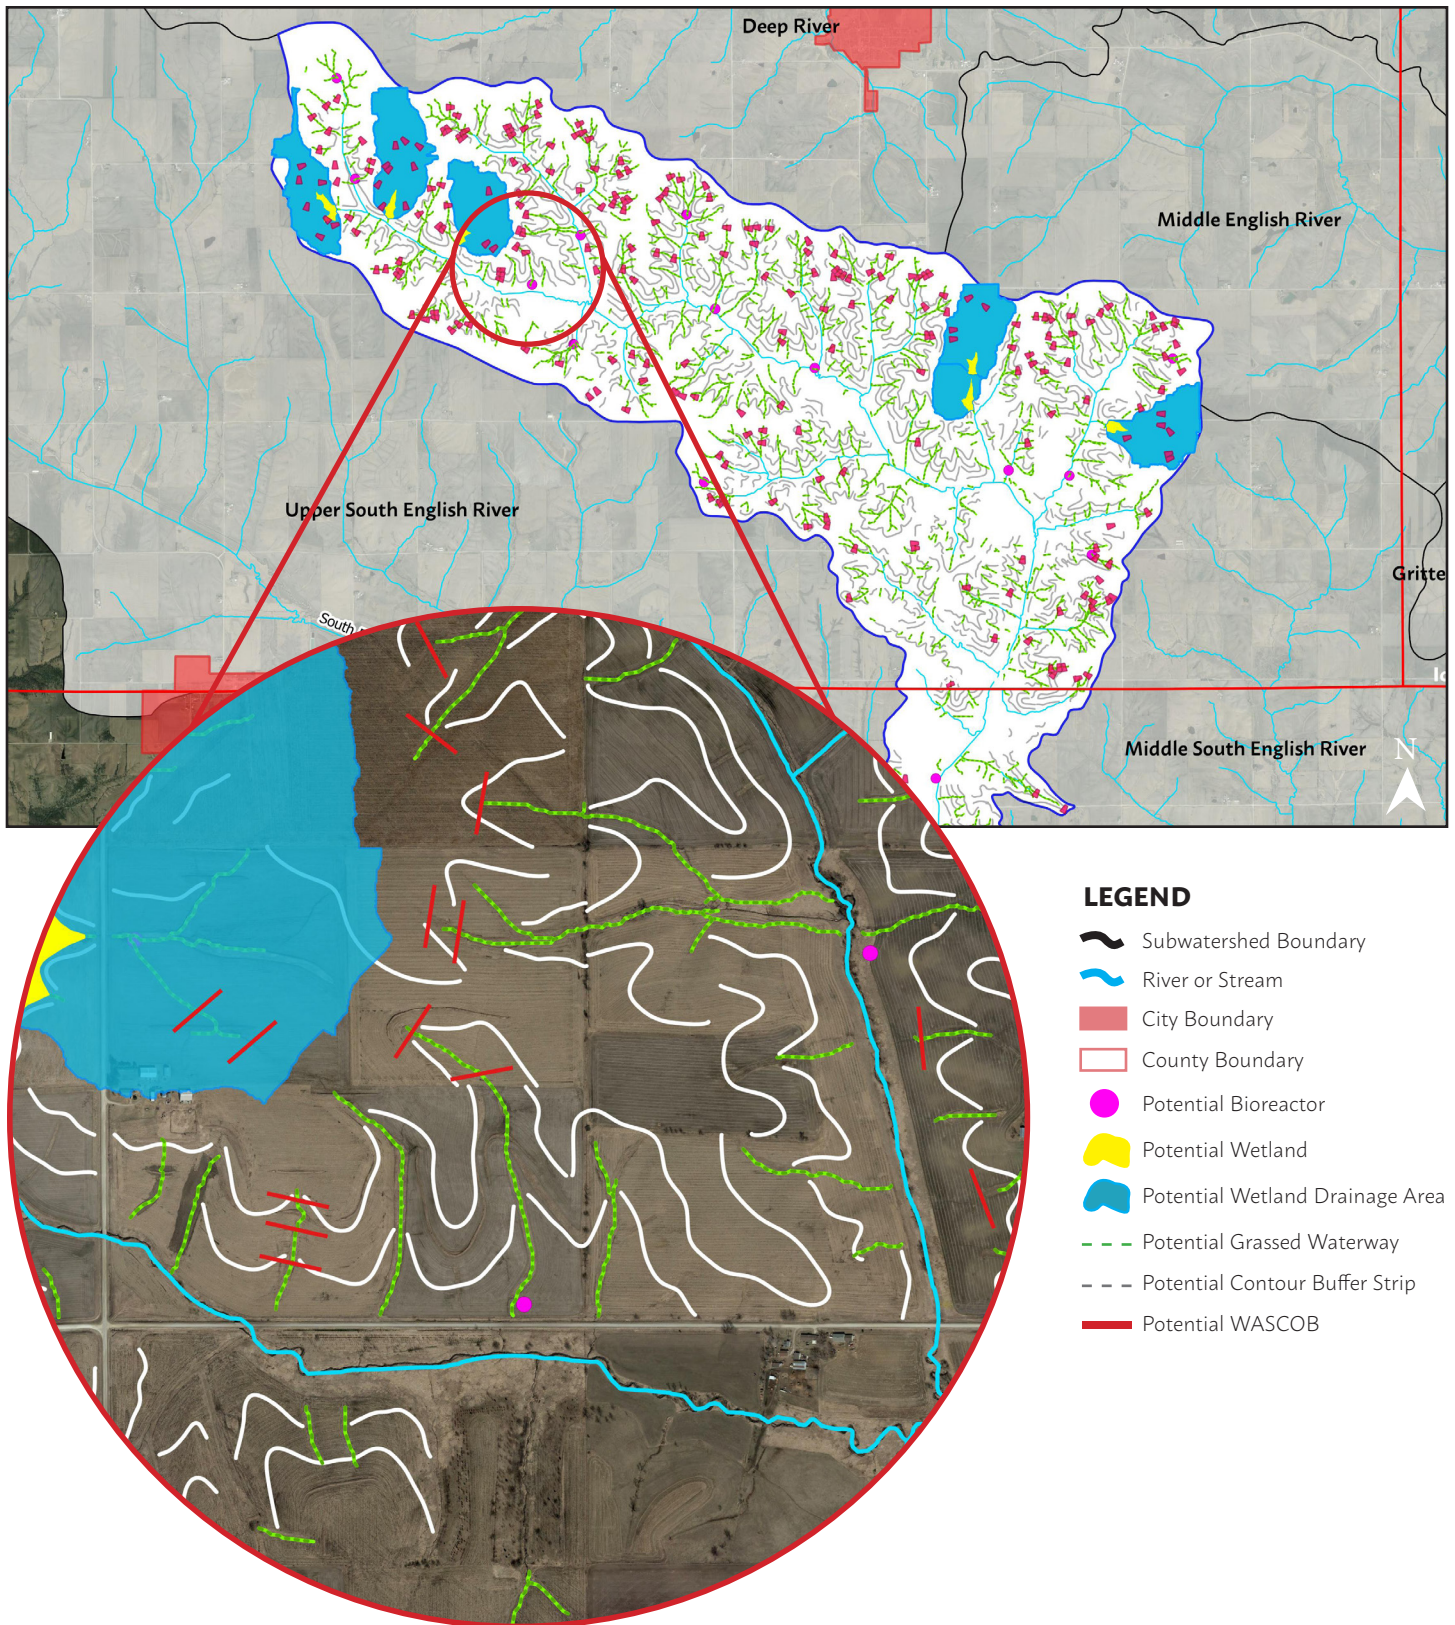 Deep River
Middle English River
Upper South English River
Gritte
South
Middle South English River
N
LEGEND
Subwatershed Boundary
River or Stream
City Boundary
County Boundary
Potential Bioreactor
Potential Wetland
Potential Wetland Drainage Area
Potential Grassed Waterway
Potential Contour Buffer Strip
Potential WASCOB